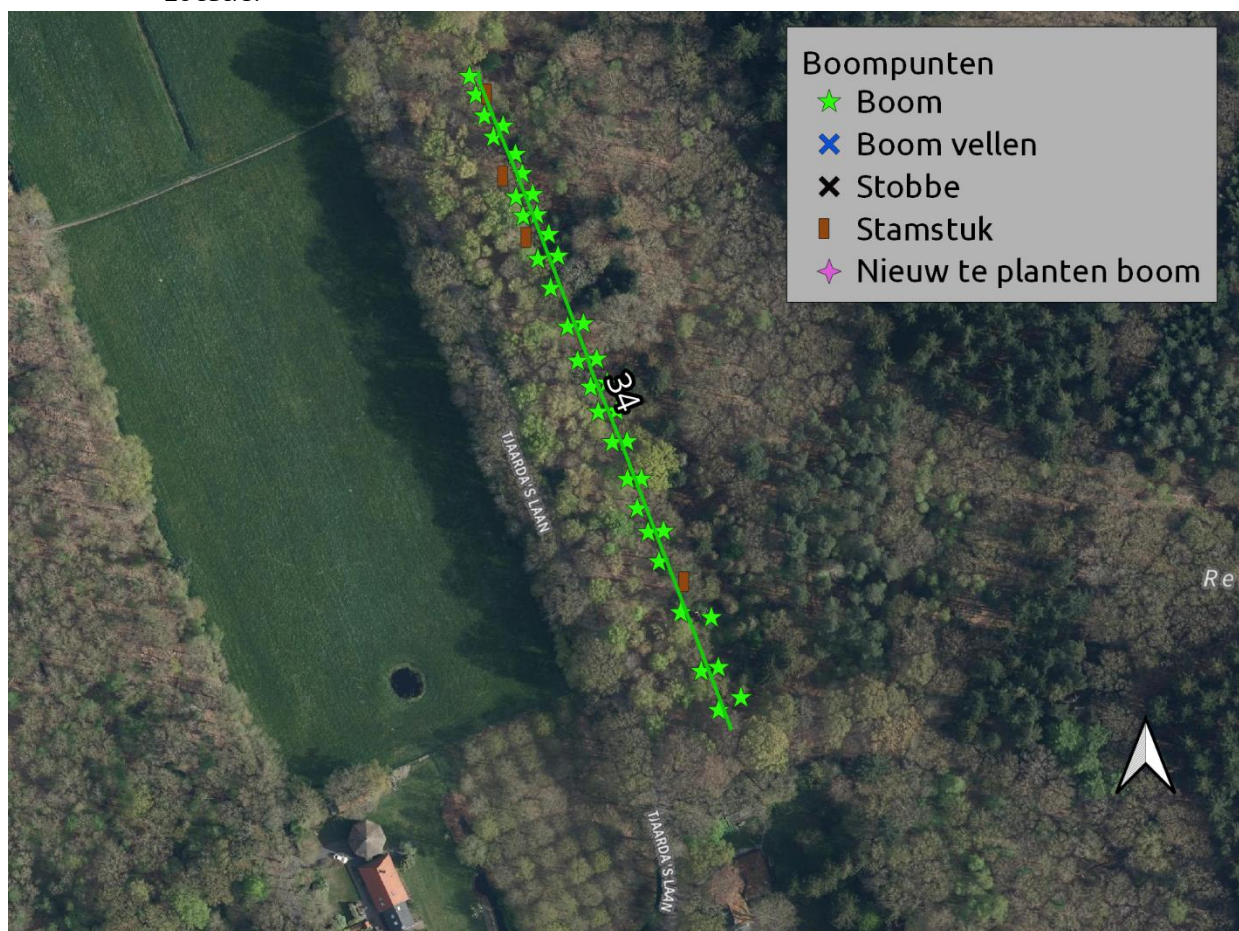 Boompunten
Boom
Boom vellen
Stobbe
Stamstuk
Nieuw te planten boom
34
TJAARDA'S LAAN
Re
TJAARDA'S LAAN